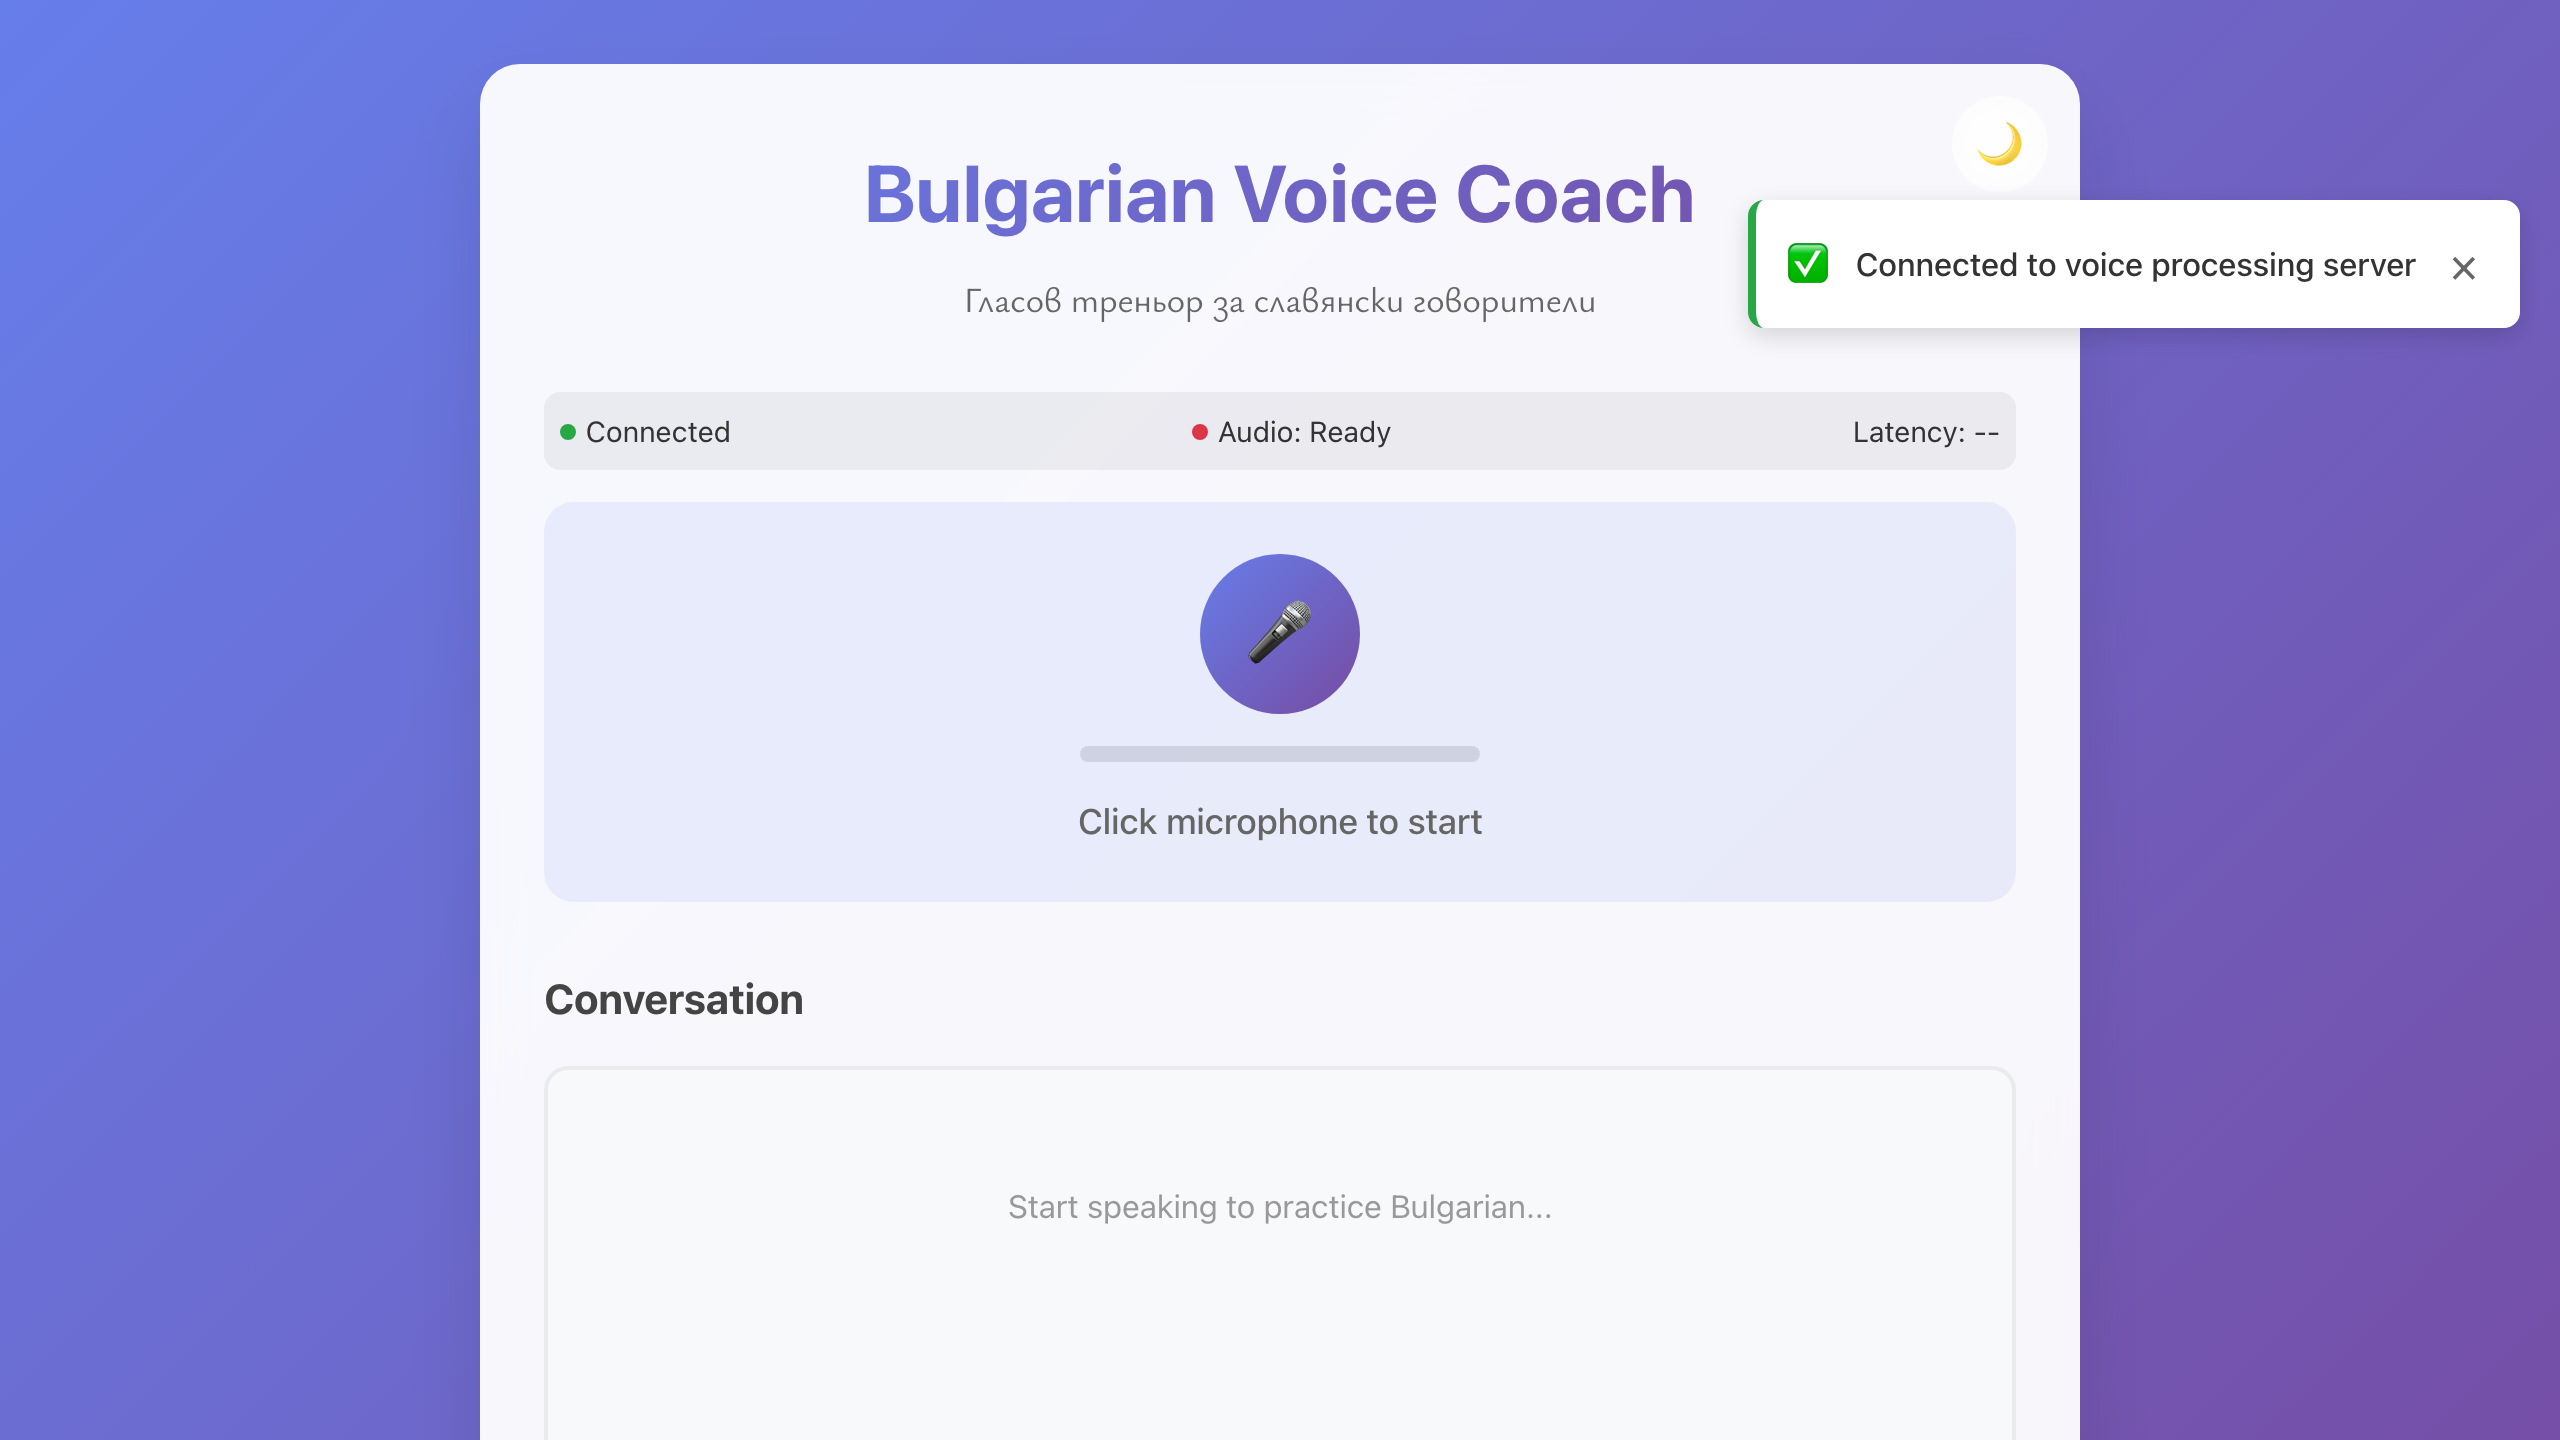 Bulgarian Voice Coach
Гласов треньор за славянски говорители
Connected to voice processing server
Connected
Audio: Ready
Latency: --
Click microphone to start
Conversation
Start speaking to practice Bulgarian...